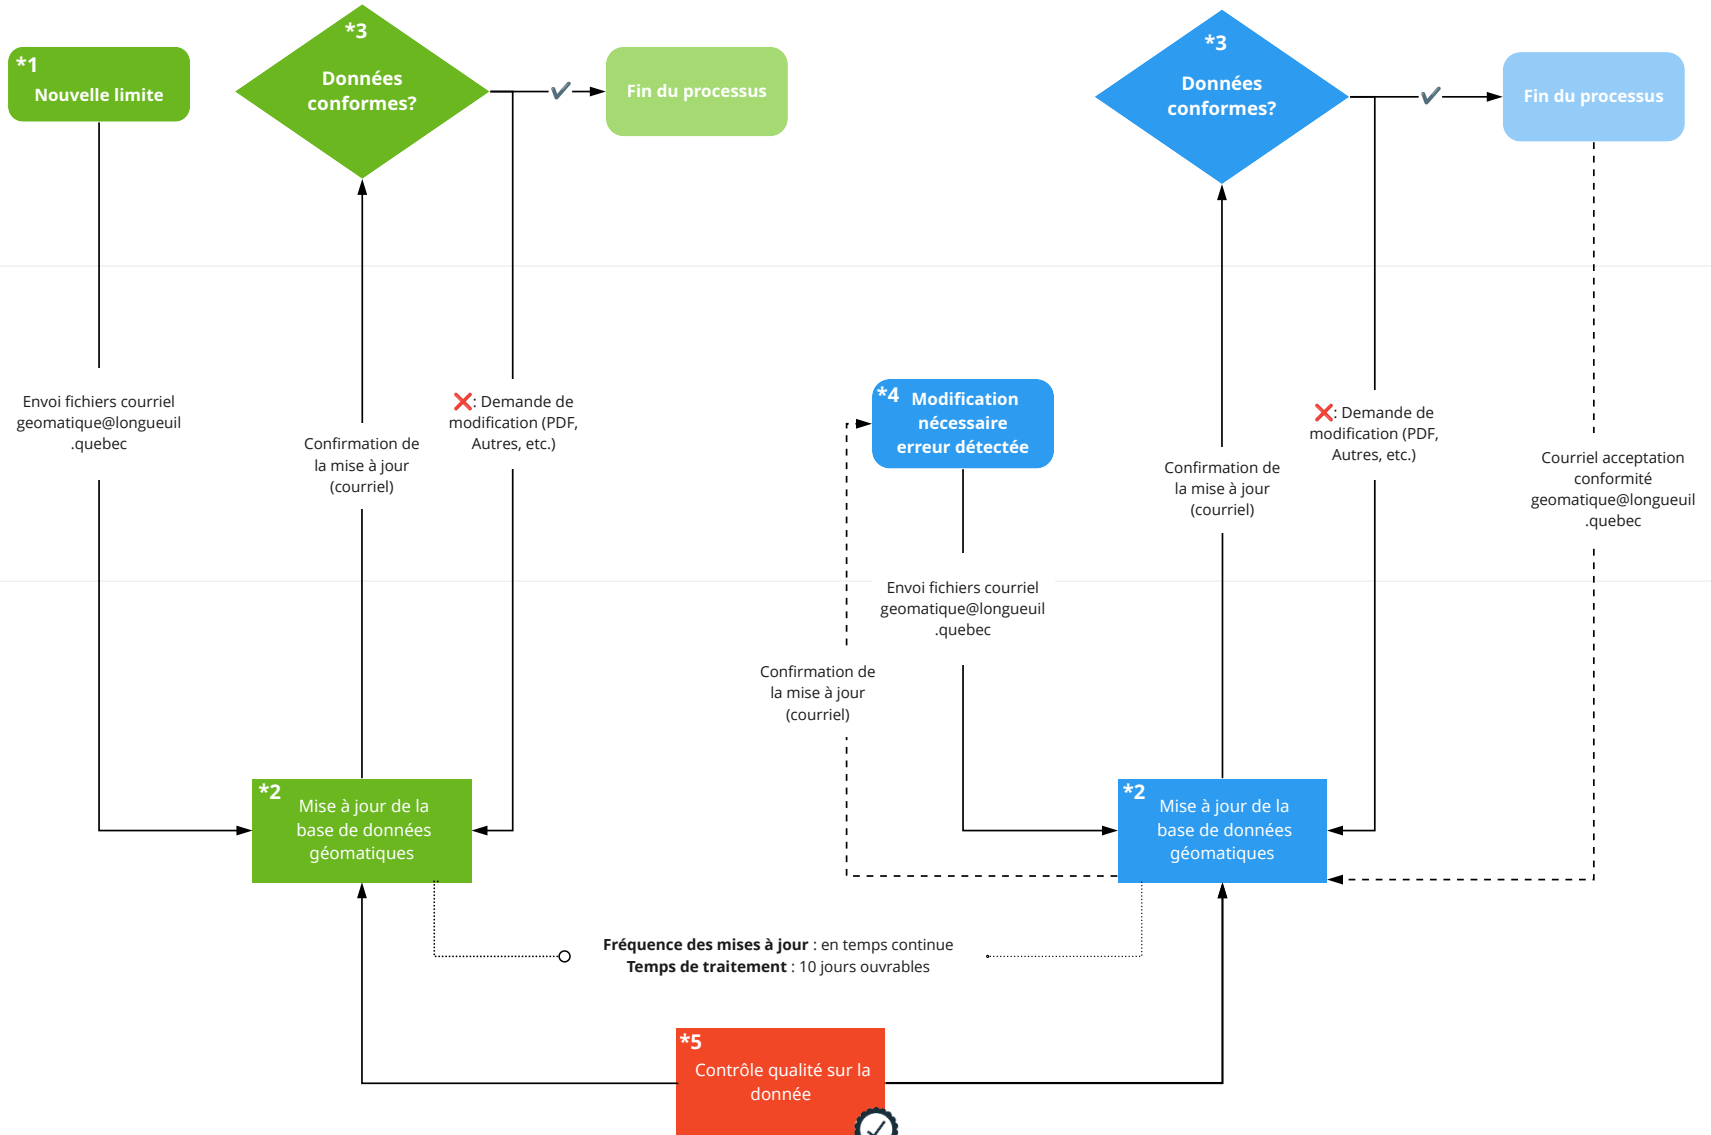 *1
Nouvelle limite
*3
Données
conformes?
Fin du processus
*3
Données
conformes?
Fin du processus
Envoi fichiers courriel
geomatique@longueuil
.quebec
Confirmation de
la mise à jour
(courriel)
: Demande de
modification (PDF,
Autres, etc.)
*4
Modification
nécessaire
erreur détectée
Envoi fichiers courriel
geomatique@longueuil
.quebec
Confirmation de
la mise à jour
(courriel)
Confirmation de
la mise à jour
(courriel)
: Demande de
modification (PDF,
Autres, etc.)
Courriel acceptation
conformité
geomatique@longueuil
.quebec
*2
Mise à jour de la
base de données
géomatiques
*2
Mise à jour de la
base de données
géomatiques
Fréquence des mises à jour : en temps continue
Temps de traitement : 10 jours ouvrables
*5
Contrôle qualité sur la
donnée